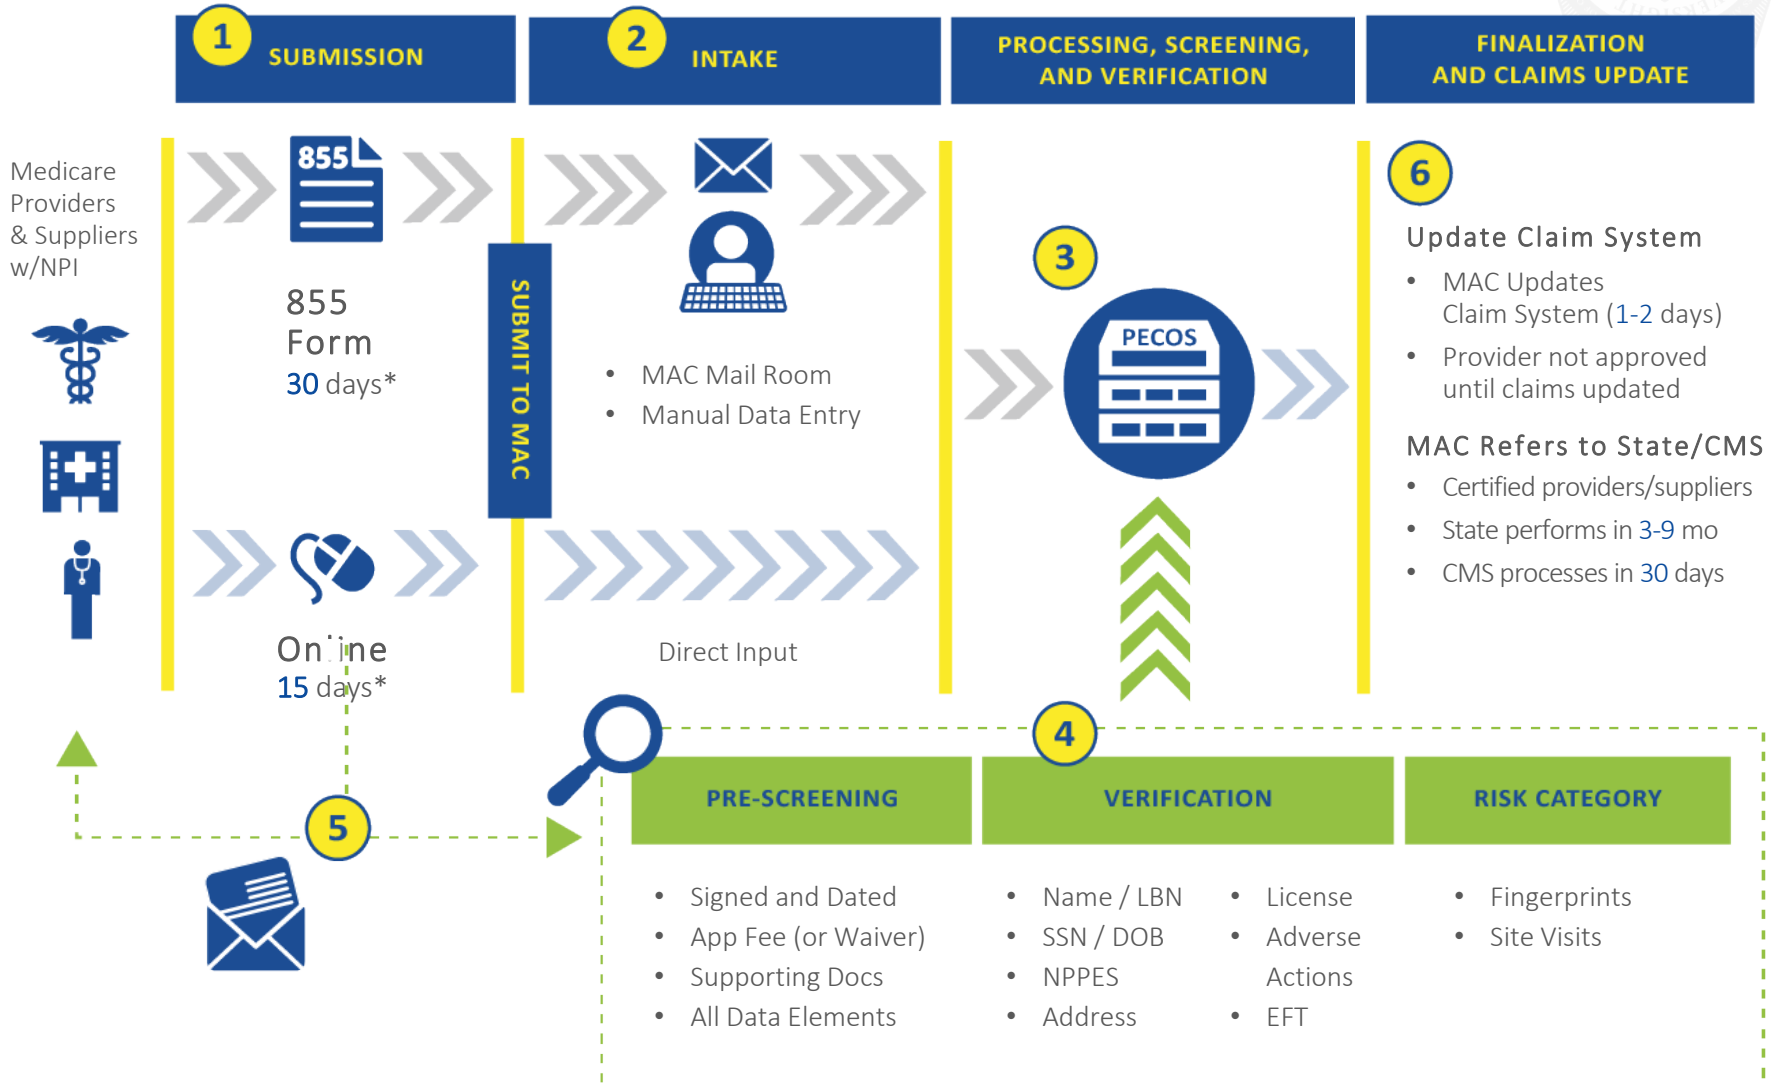 1
SUBMISSION
2
INTAKE
PROCESSING, SCREENING,
AND VERIFICATION
FINALIZATION
AND CLAIMS UPDATE
Medicare
Providers
& Suppliers
w/NPI
855
855
Form
30 days*
SUBMIT TO MAC
Online
15 days*
• MAC Mail Room
• Manual Data Entry
Direct Input
3
PECOS
6
Update Claim System
• MAC Updates
Claim System (1-2 days)
• Provider not approved
until claims updated
MAC Refers to State/CMS
• Certified providers/suppliers
• State performs in 3-9 mo
• CMS processes in 30 days
4
5
PRE-SCREENING
• Signed and Dated
• App Fee (or Waiver)
• Supporting Docs
• All Data Elements
VERIFICATION
• Name / LBN
• SSN / DOB
• NPPES
• Address
• License
• Adverse
Actions
• EFT
RISK CATEGORY
• Fingerprints
• Site Visits